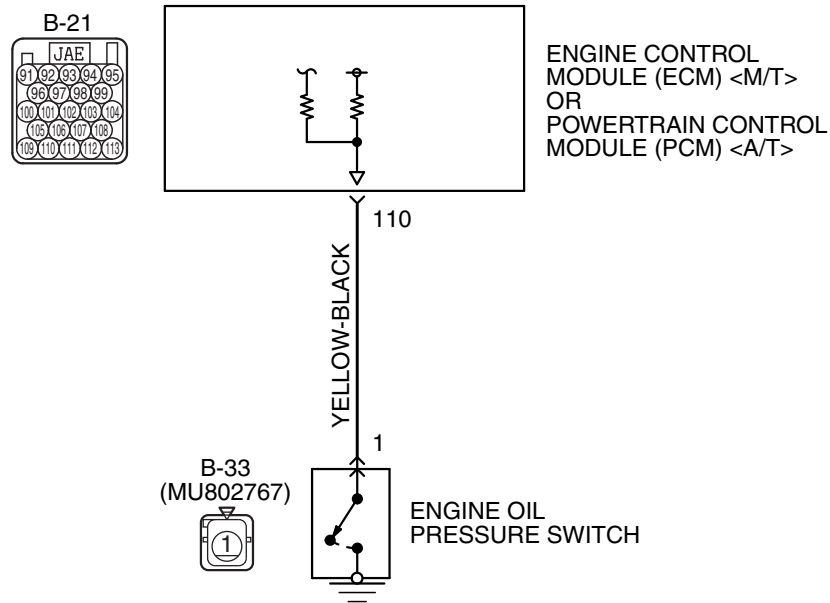 B-21
JAE
91 92 93 94 95
96 97 98 99
100 101 102 103 104
105 106 107 108
109 110 111 112 113
ENGINE CONTROL
MODULE (ECM) <M/T>
OR
POWERTRAIN CONTROL
MODULE (PCM) <A/T>
110
YELLOW-BLACK
1
B-33
(MU802767)
1
ENGINE OIL
PRESSURE SWITCH